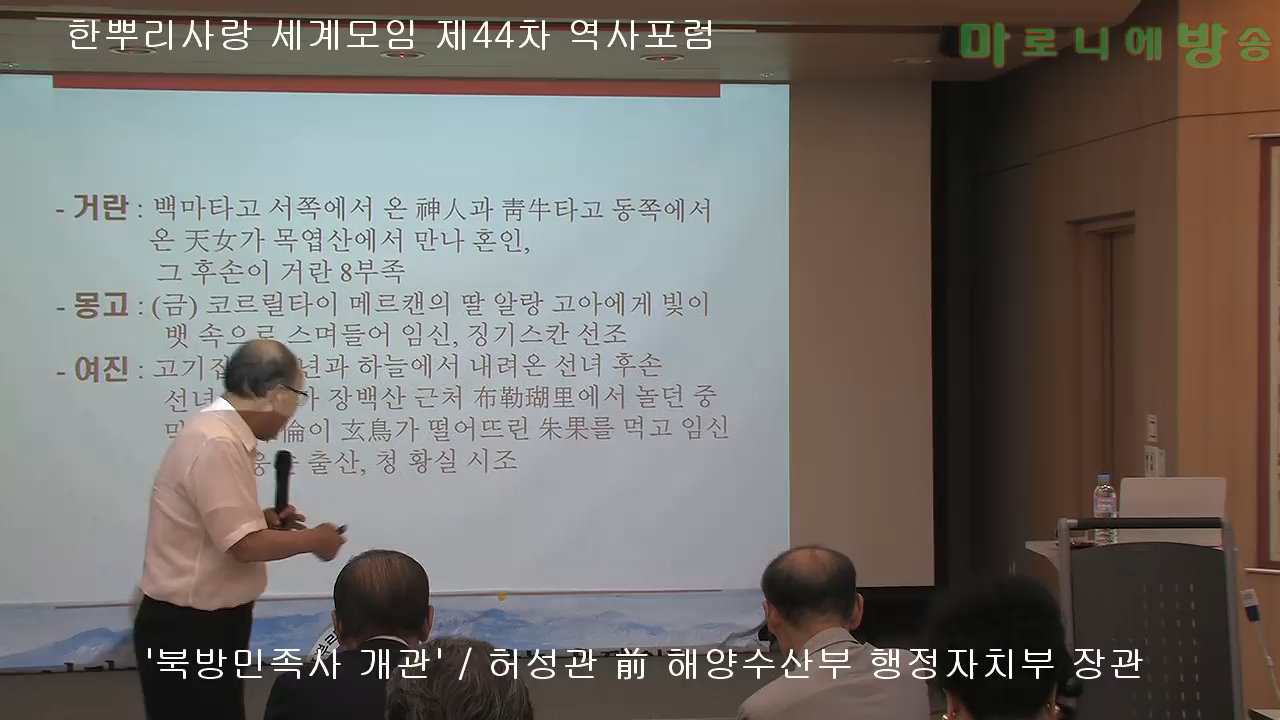 한뿌리사랑 세계모임 제44차 역사포럼
마로니에방송
- 거란 : 백마타고 서쪽에서 온 神人과 靑牛타고 동쪽에서
온 天女가 목엽산에서 만나 혼인,
그 후손이 거란 8부족
- 몽고 : (금) 코르릴타이 메르캔의 딸 알랑 고아에게 빛이
뱃 속으로 스며들어 임신, 징기스칸 선조
- 여진 : 고기잡 년과 하늘에서 내려온 선녀 후손
선녀 장백산 근처 布勒瑚里에서 놀던 중
倫이 玄鳥가 떨어뜨린 朱果를 먹고 임신
출산, 청 황실 시조
'북방민족사 개관' / 허성관 前 해양수산부 행정자치부 장관